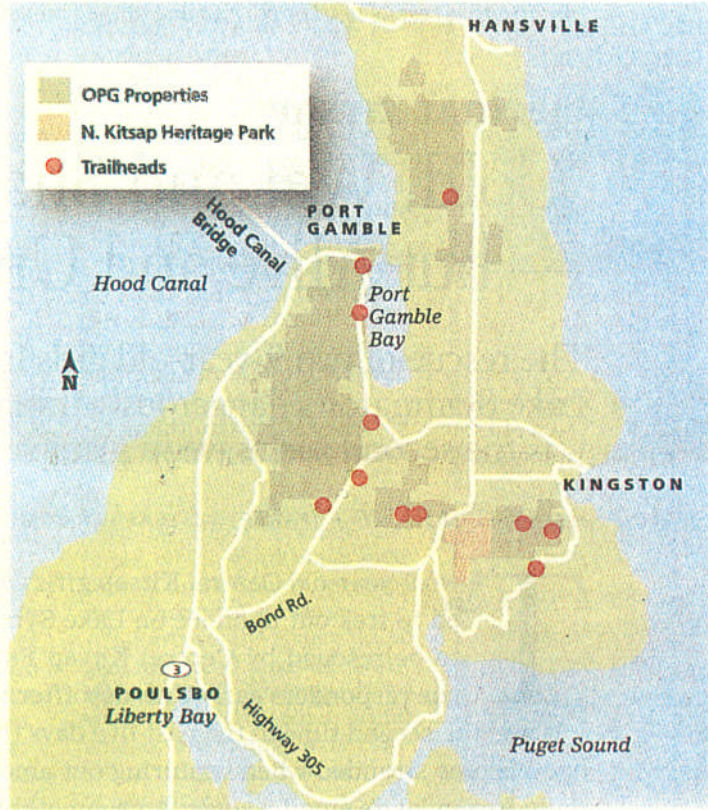 HANSVILLE
OPG Properties
N. Kitsap Heritage Park
Trailheads
PORT
GAMBLE
Hood Canal
Bridge
Hood Canal
Port
Gamble
Bay
N
KINGSTON
Bond Rd.
3
POULSBO
Liberty Bay
Highway 305
Puget Sound